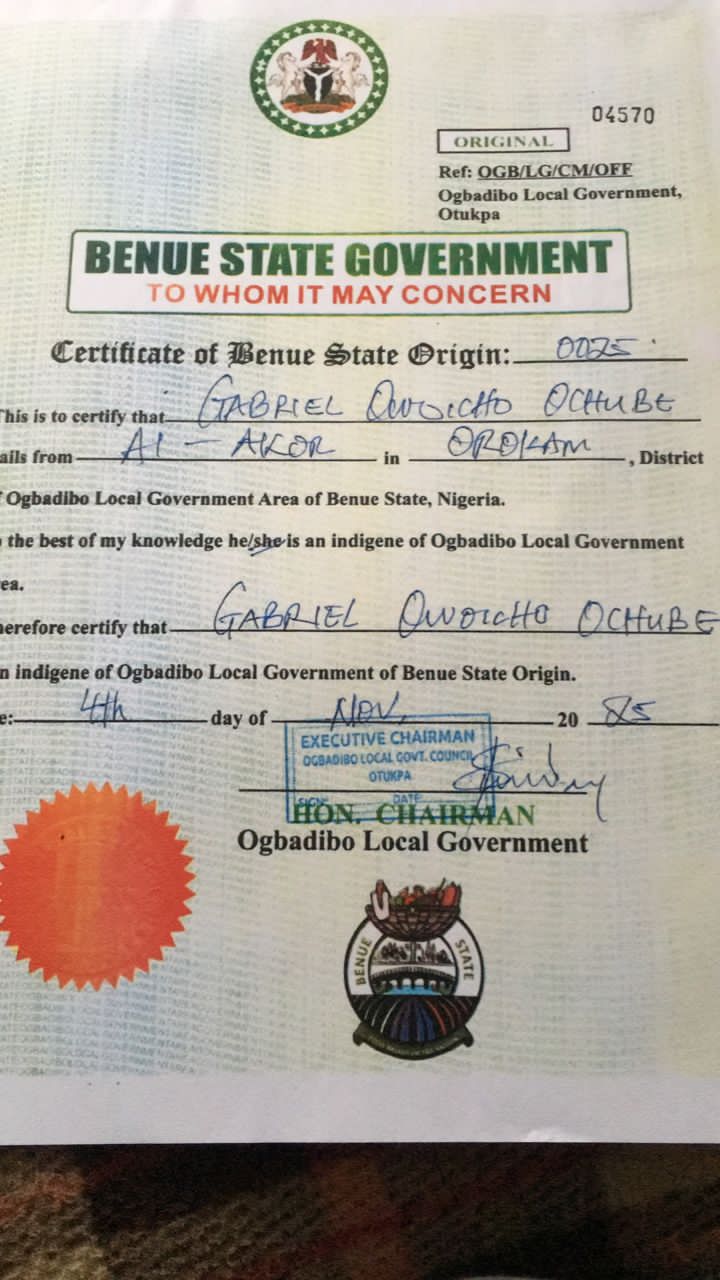 04570
ORIGINAL
Ref: OGB/LG/CM/OFF
Ogbadibo Local Government,
Otukpa
BENUE STATE GOVERNMENT
TO WHOM IT MAY CONCERN
Certificate of Benue State Origin: 0025
This is to certify that GABRIEL OWOICHO OCHUBE
ails from AI - AKOR in OROKAM, District
f Ogbadibo Local Government Area of Benue State, Nigeria.
the best of my knowledge he/she is an indigene of Ogbadibo Local Government
ea.
herefore certify that GABRIEL OWOICHO OCHUBE
n indigene of Ogbadibo Local Government of Benue State Origin.
e: 4th day of NOV. 20 85
EXECUTIVE CHAIRMAN
OGBADIBO LOCAL GOVT. COUNCIL
OTUKPA
SIGN DATE
HON. CHAIRMAN
Ogbadibo Local Government
BENUE STATE